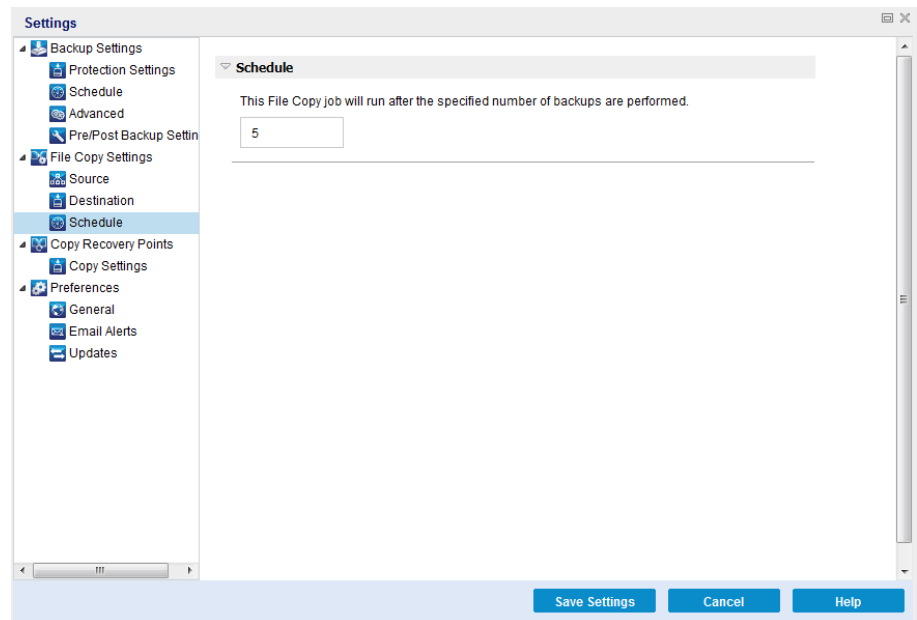 Settings
Backup Settings
Protection Settings
Schedule
Advanced
Pre/Post Backup Settin
File Copy Settings
Source
Destination
Schedule
Copy Recovery Points
Copy Settings
Preferences
General
Email Alerts
Updates
Schedule
This File Copy job will run after the specified number of backups are performed.
5
Save Settings
Cancel
Help